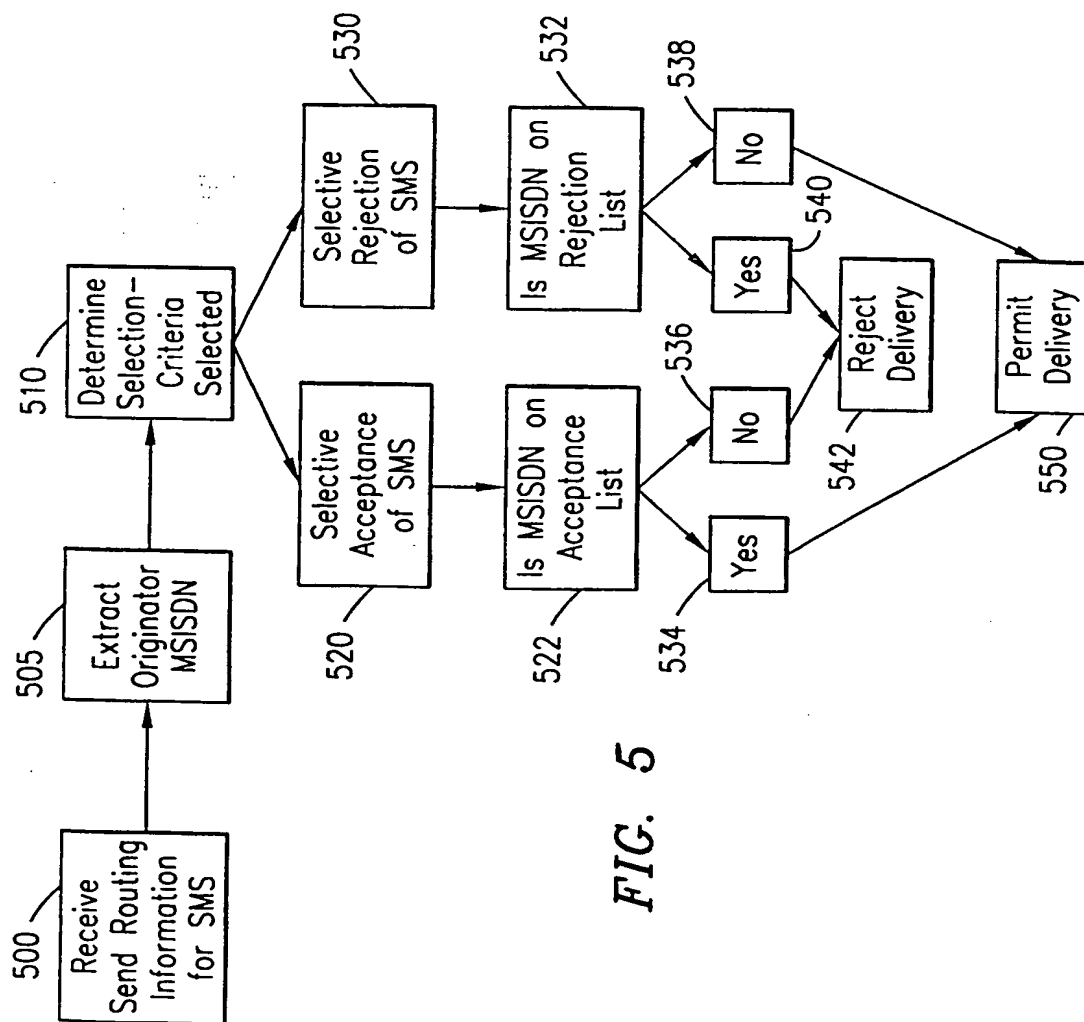 500
Receive
Send Routing
Information
for SMS
505
Extract
Originator
MSISDN
510
Determine
Selection–
Criteria
Selected
520
Selective
Acceptance
of SMS
530
Selective
Rejection
of SMS
522
Is MSISDN on
Acceptance
List
532
Is MSISDN on
Rejection
List
534
Yes
536
No
540
Yes
538
No
542
Reject
Delivery
550
Permit
Delivery
FIG. 5